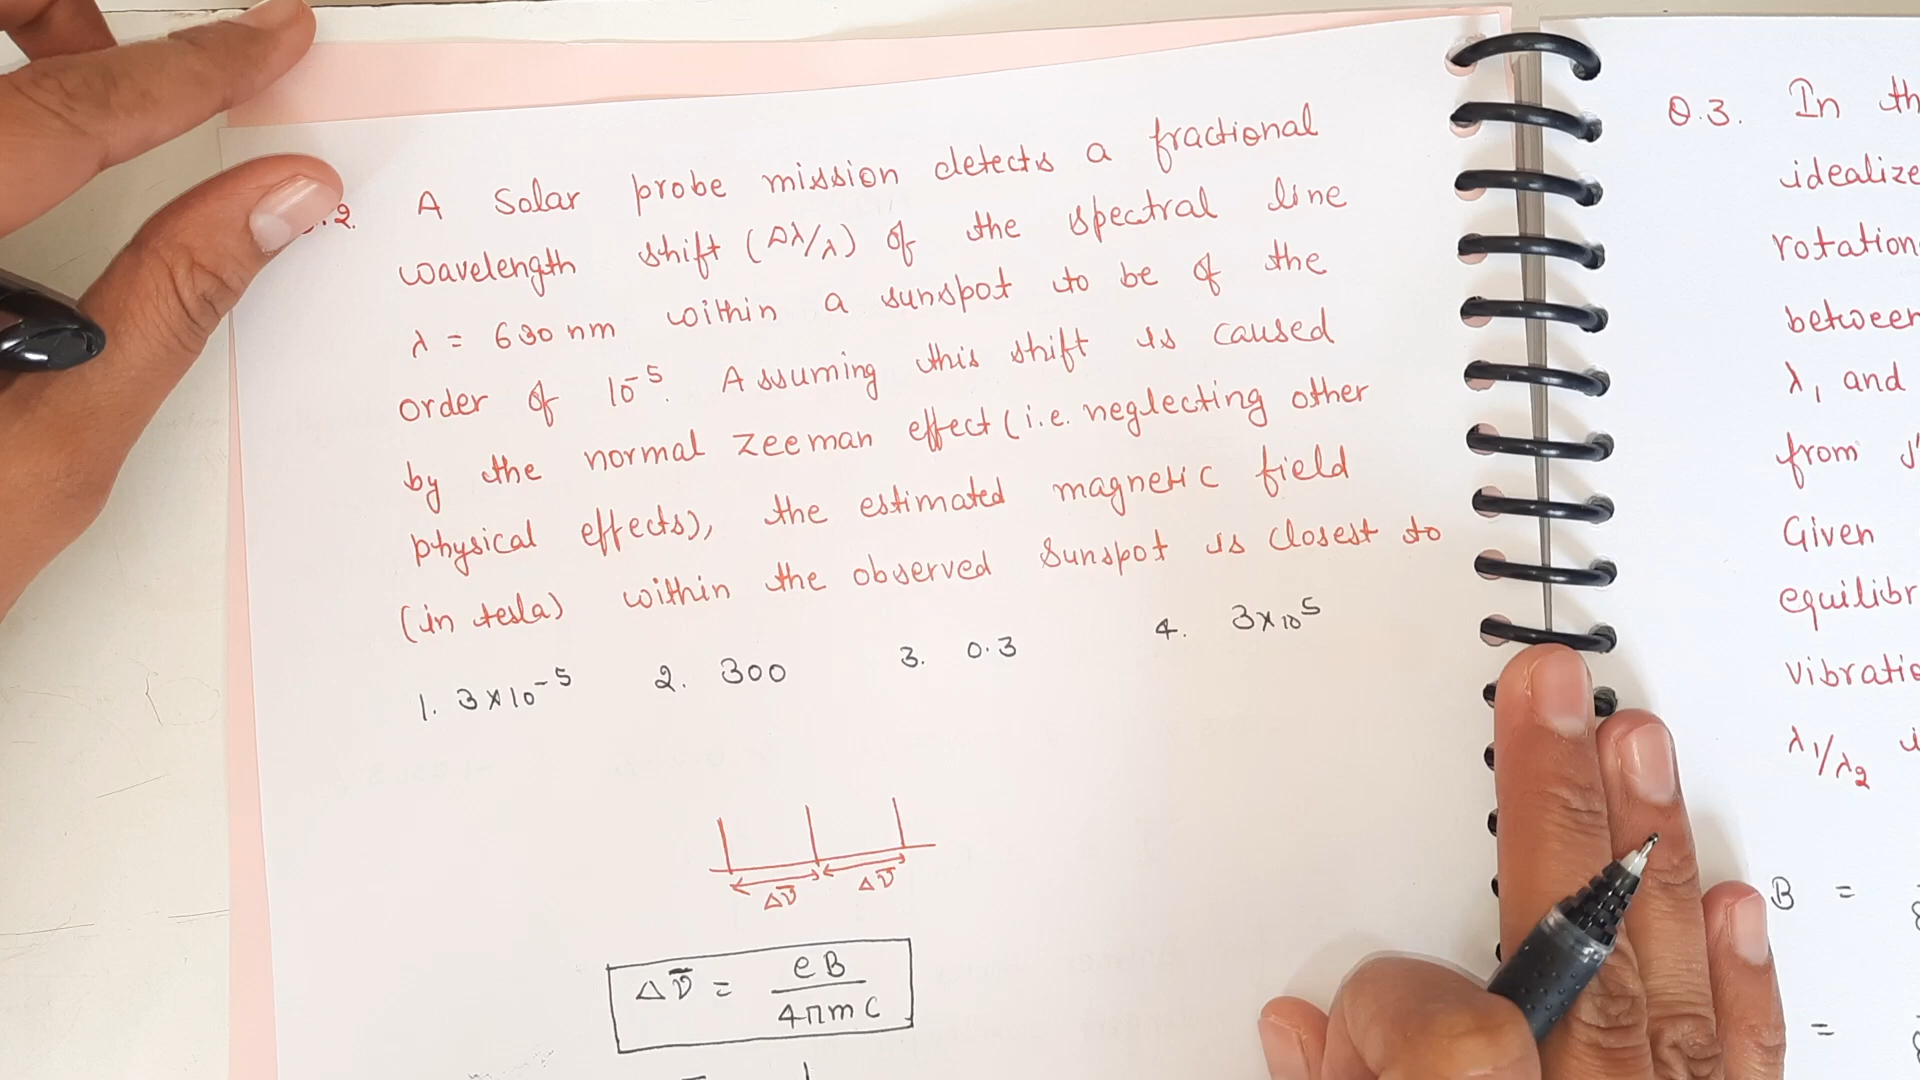 .2. A solar probe mission detects a fractional
wavelength shift (Δλ/λ) of the spectral line
λ = 630 nm within a sunspot to be of the
order of 10⁻⁵. Assuming this shift is caused
by the normal zeeman effect (i.e. neglecting other
physical effects), the estimated magnetic field
(in tesla) within the observed sunspot is closest to
1. 3×10⁻⁵ 2. 300 3. 0.3 4. 3×10⁵
Δν̄ Δν̄
Δν̄ = eB / 4πmc
Q.3. In th
idealize
rotation
between
λ₁ and
from J
Given
equilibr
vibratio
λ₁/λ₂ i
B =
=